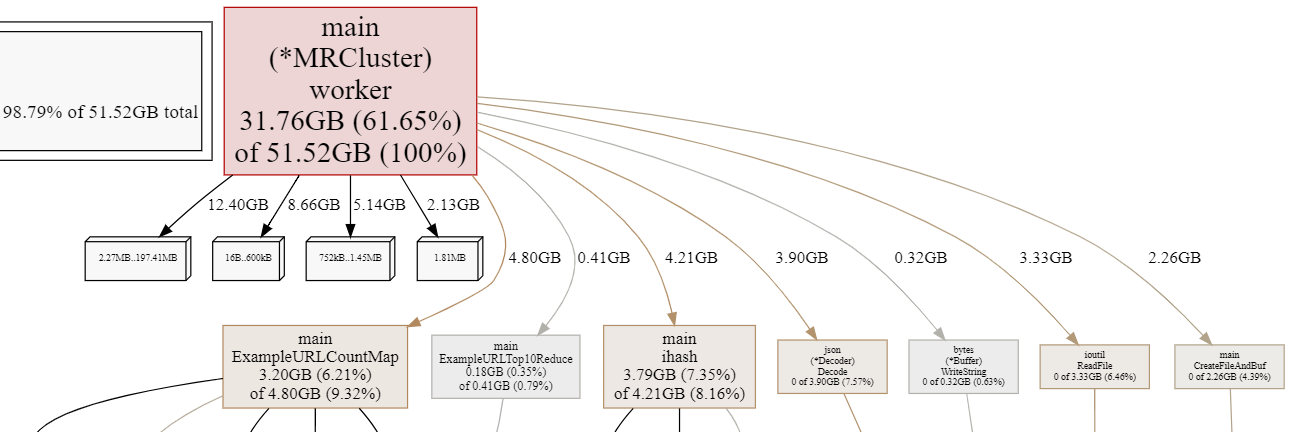 98.79% of 51.52GB total
main
(*MRCluster)
worker
31.76GB (61.65%)
of 51.52GB (100%)
12.40GB
8.66GB
5.14GB
2.13GB
2.27MB..197.41MB
16B..600kB
752kB..1.45MB
1.81MB
4.80GB
0.41GB
4.21GB
3.90GB
0.32GB
3.33GB
2.26GB
main
ExampleURLCountMap
3.20GB (6.21%)
of 4.80GB (9.32%)
main
ExampleURLTop10Reduce
0.18GB (0.35%)
of 0.41GB (0.79%)
main
ihash
3.79GB (7.35%)
of 4.21GB (8.16%)
json
(*Decoder)
Decode
0 of 3.90GB (7.57%)
bytes
(*Buffer)
WriteString
0 of 0.32GB (0.63%)
ioutil
ReadFile
0 of 3.33GB (6.46%)
main
CreateFileAndBuf
0 of 2.26GB (4.39%)